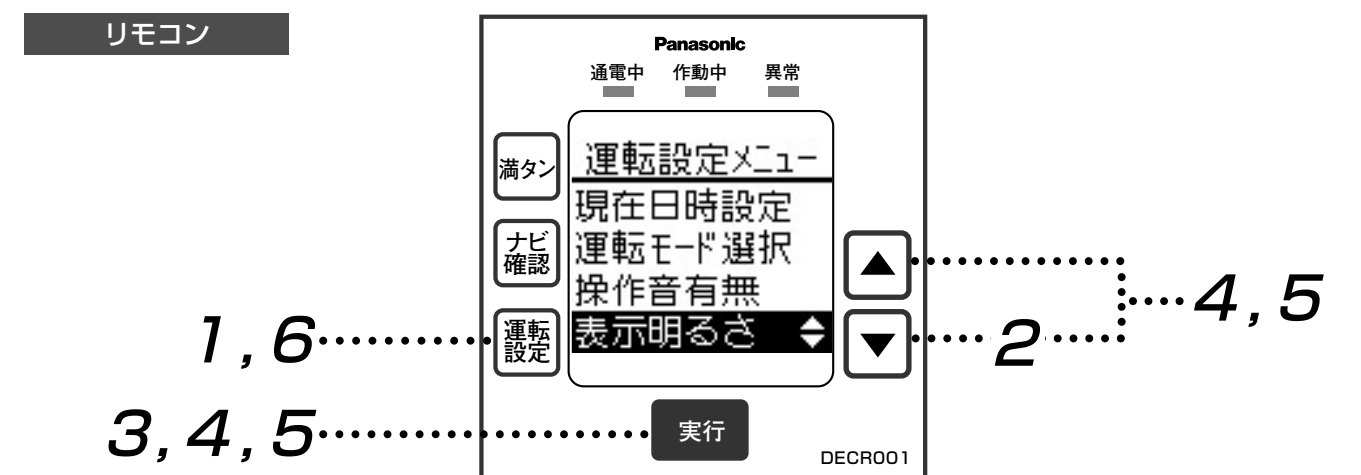 リモコン
Panasonic
通電中 作動中 異常
満タン
ナビ
確認
運転
設定
運転設定メニュー
現在日時設定
運転モード選択
操作音有無
表示明るさ
1,6
3,4,5
2
4,5
実行
DECR001